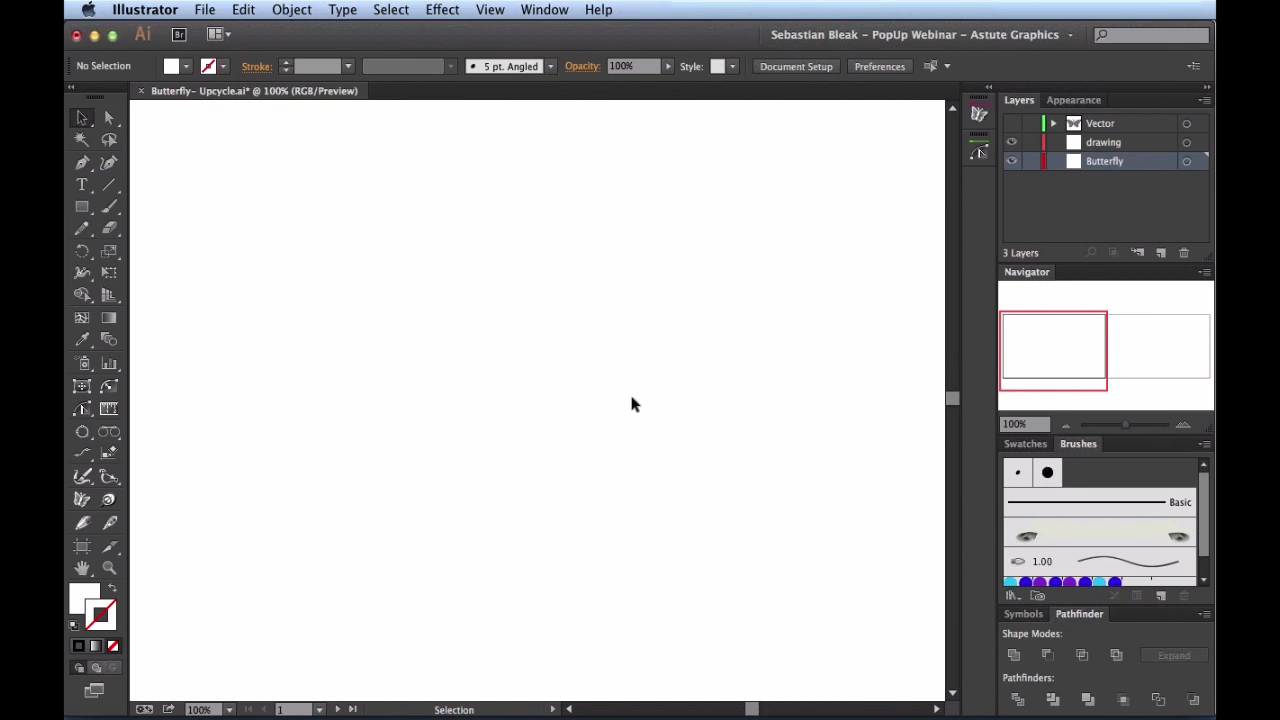 Illustrator File Edit Object Type Select Effect View Window Help
Ai Br Sebastian Bleak – PopUp Webinar – Astute Graphics
No Selection Stroke: 5 pt. Angled Opacity: 100% Style: Document Setup Preferences
× Butterfly– Upcycle.ai* @ 100% (RGB/Preview)
Layers Appearance
Vector
drawing
Butterfly
T
3 Layers
Navigator
100%
Swatches Brushes
Basic
1.00
Symbols Pathfinder
Shape Modes:
Expand
Pathfinders:
100% 1 Selection